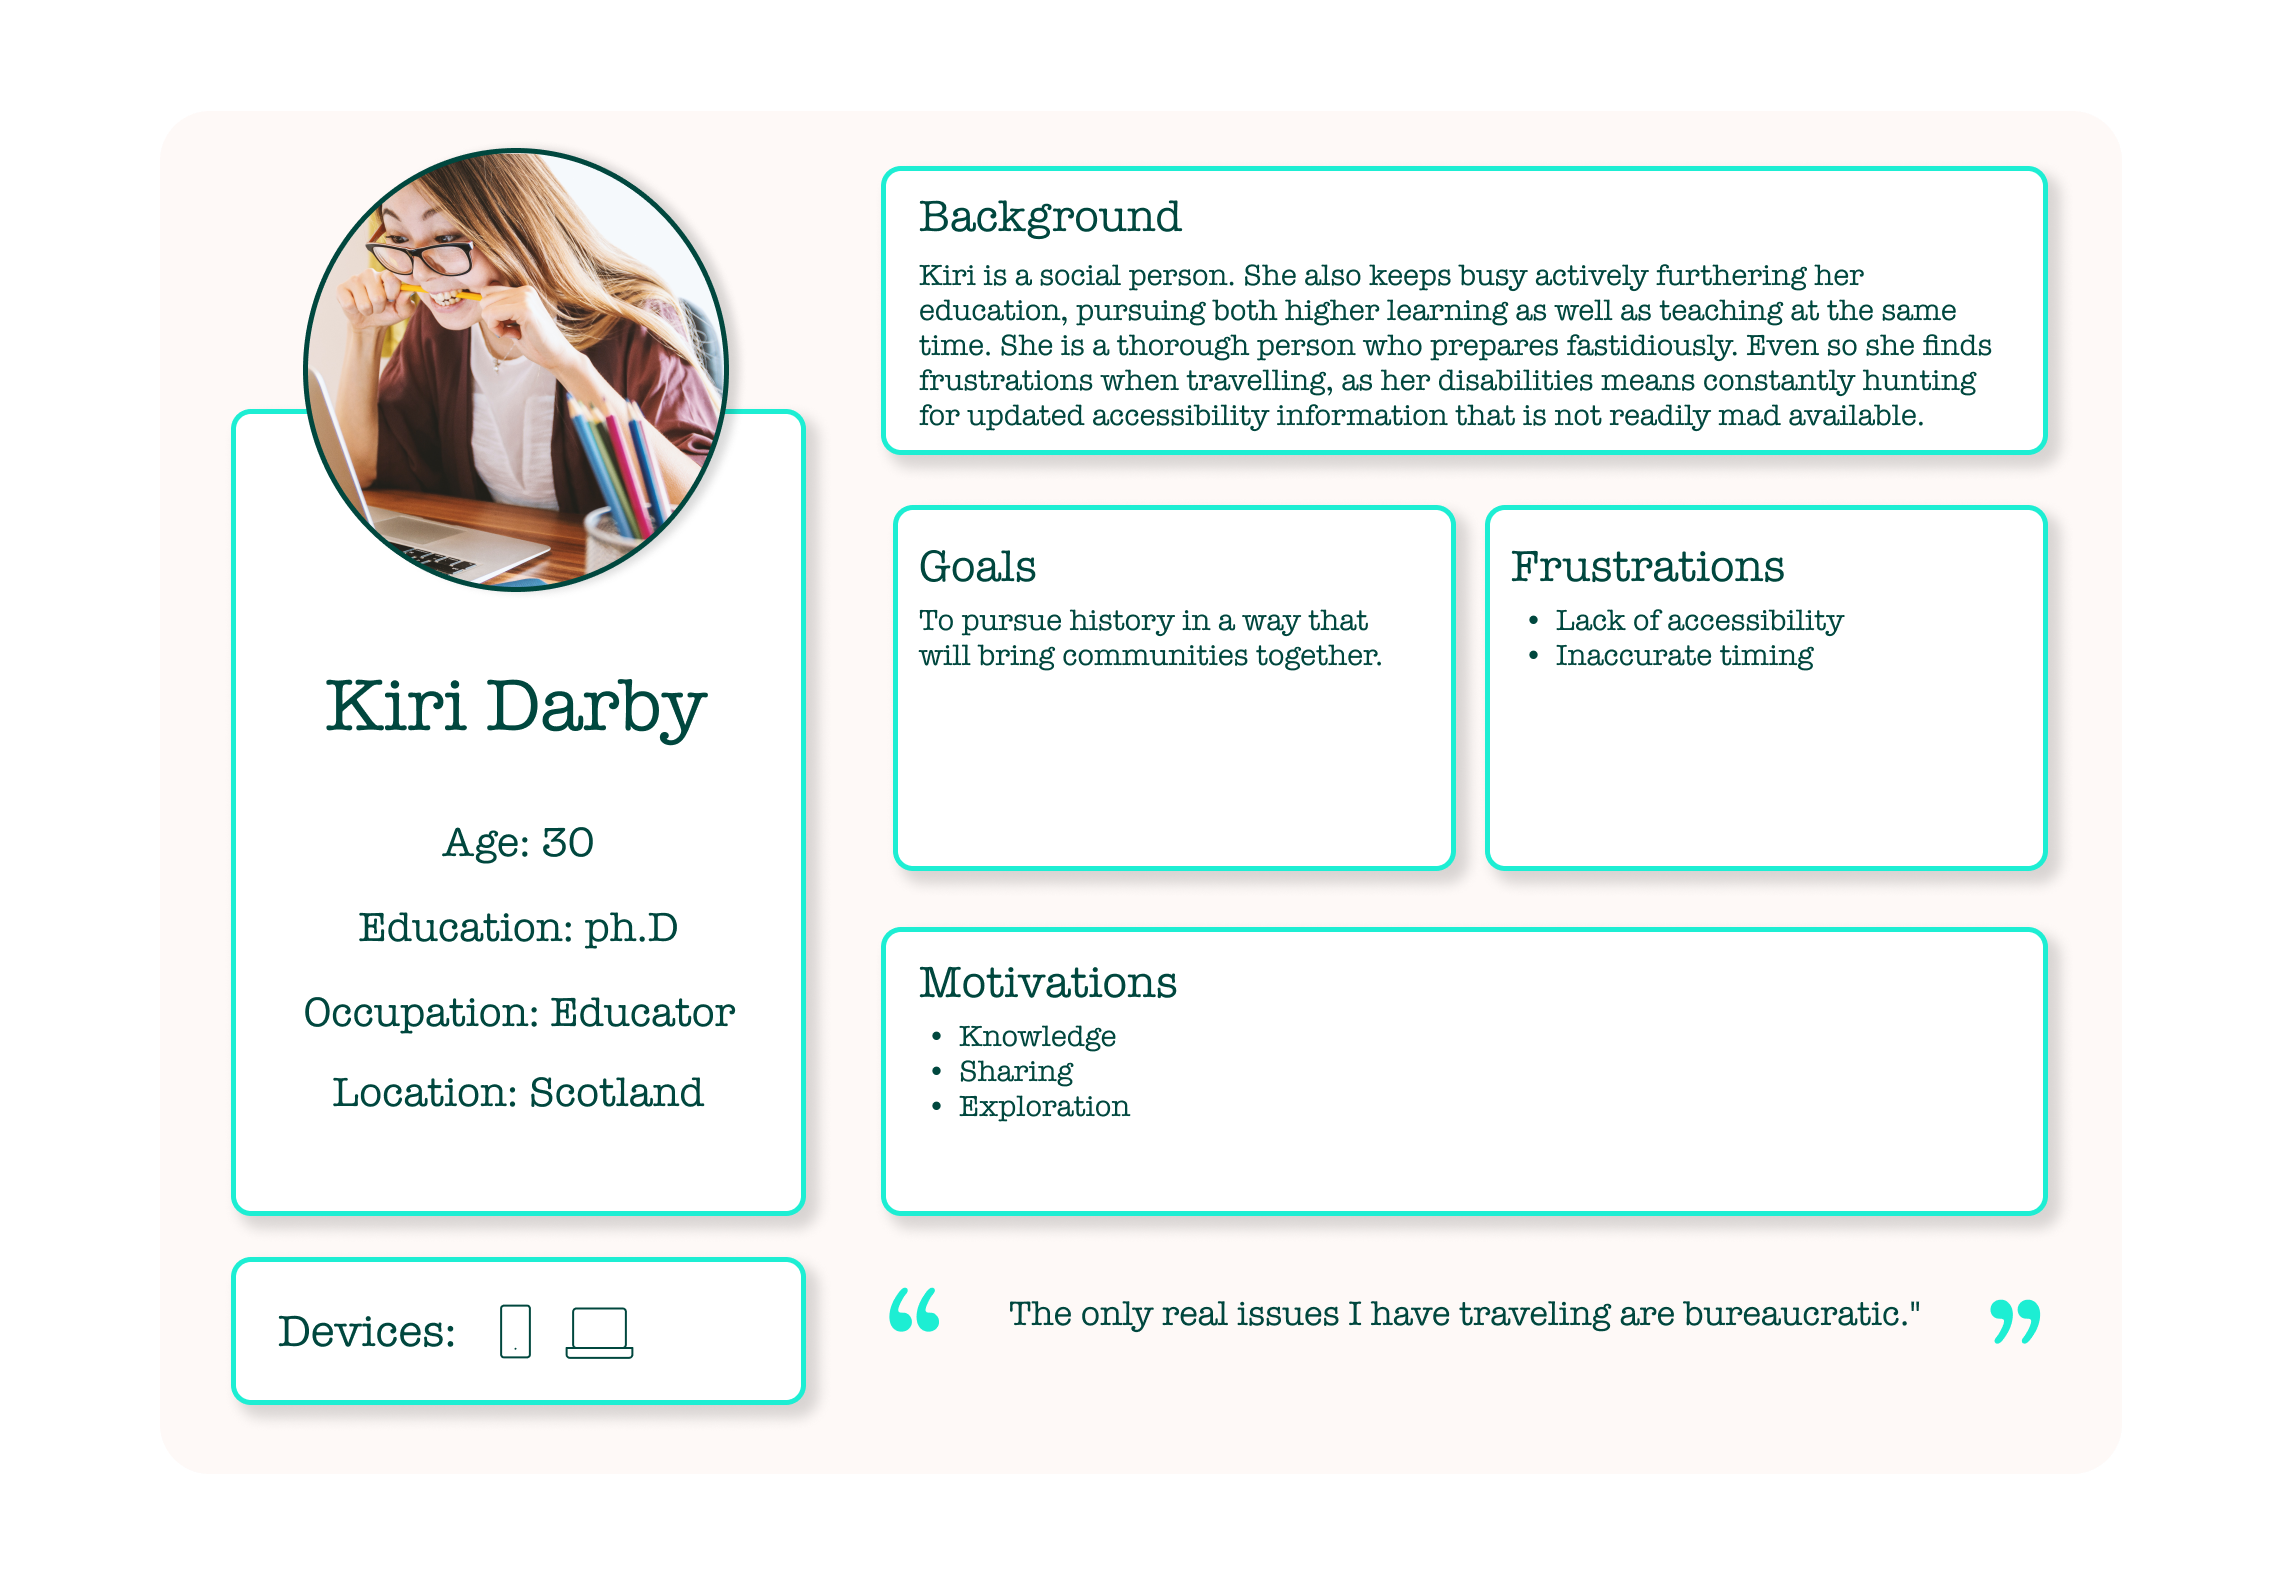 Kiri Darby
Age: 30
Education: ph.D
Occupation: Educator
Location: Scotland
Devices:
Background
Kiri is a social person. She also keeps busy actively furthering her
education, pursuing both higher learning as well as teaching at the same
time. She is a thorough person who prepares fastidiously. Even so she finds
frustrations when travelling, as her disabilities means constantly hunting
for updated accessibility information that is not readily mad available.
Goals
To pursue history in a way that
will bring communities together.
Frustrations
• Lack of accessibility
• Inaccurate timing
Motivations
• Knowledge
• Sharing
• Exploration
“ The only real issues I have traveling are bureaucratic." ”